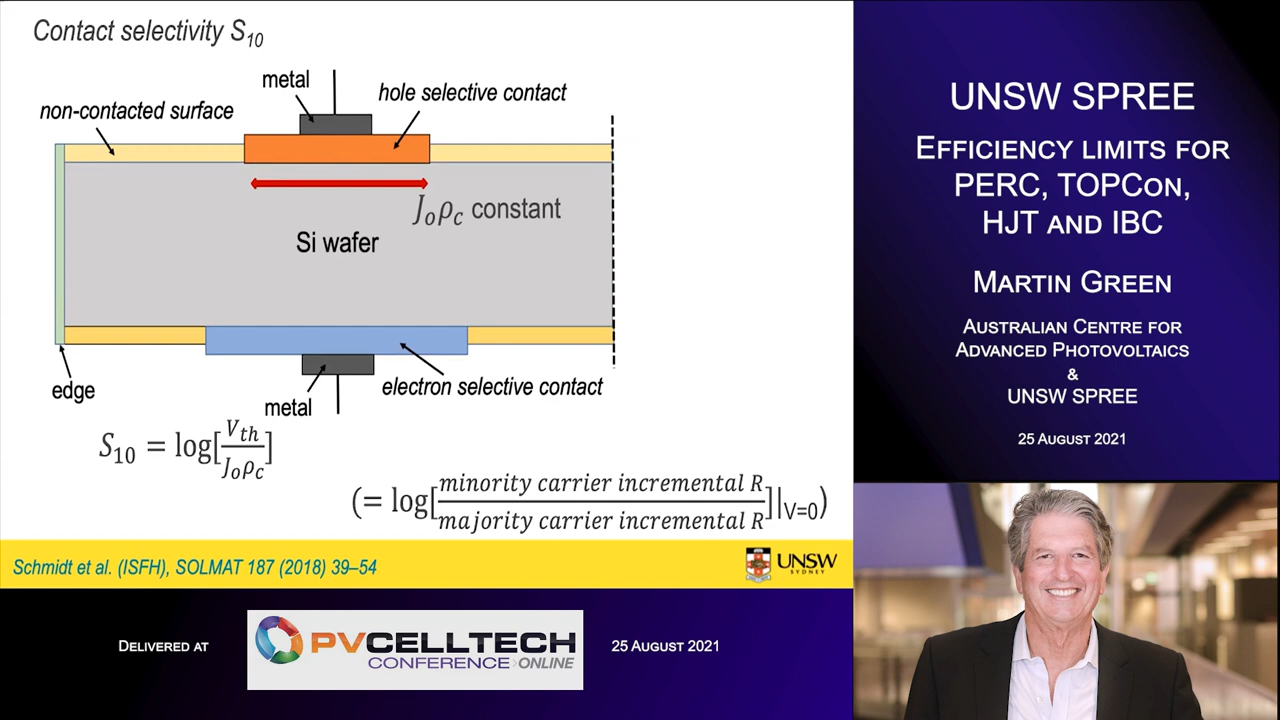 Contact selectivity S10
metal
hole selective contact
non-contacted surface
Joρc constant
Si wafer
edge
metal
electron selective contact
S10 = log[Vth/Joρc]
(= log[minority carrier incremental R/majority carrier incremental R]|V=0)
Schmidt et al. (ISFH), SOLMAT 187 (2018) 39–54
UNSW
SYDNEY
DELIVERED AT
PVCELLTECH
CONFERENCE>ONLINE
25 AUGUST 2021
UNSW SPREE
EFFICIENCY LIMITS FOR
PERC, TOPCON,
HJT AND IBC
MARTIN GREEN
AUSTRALIAN CENTRE FOR
ADVANCED PHOTOVOLTAICS
&
UNSW SPREE
25 AUGUST 2021